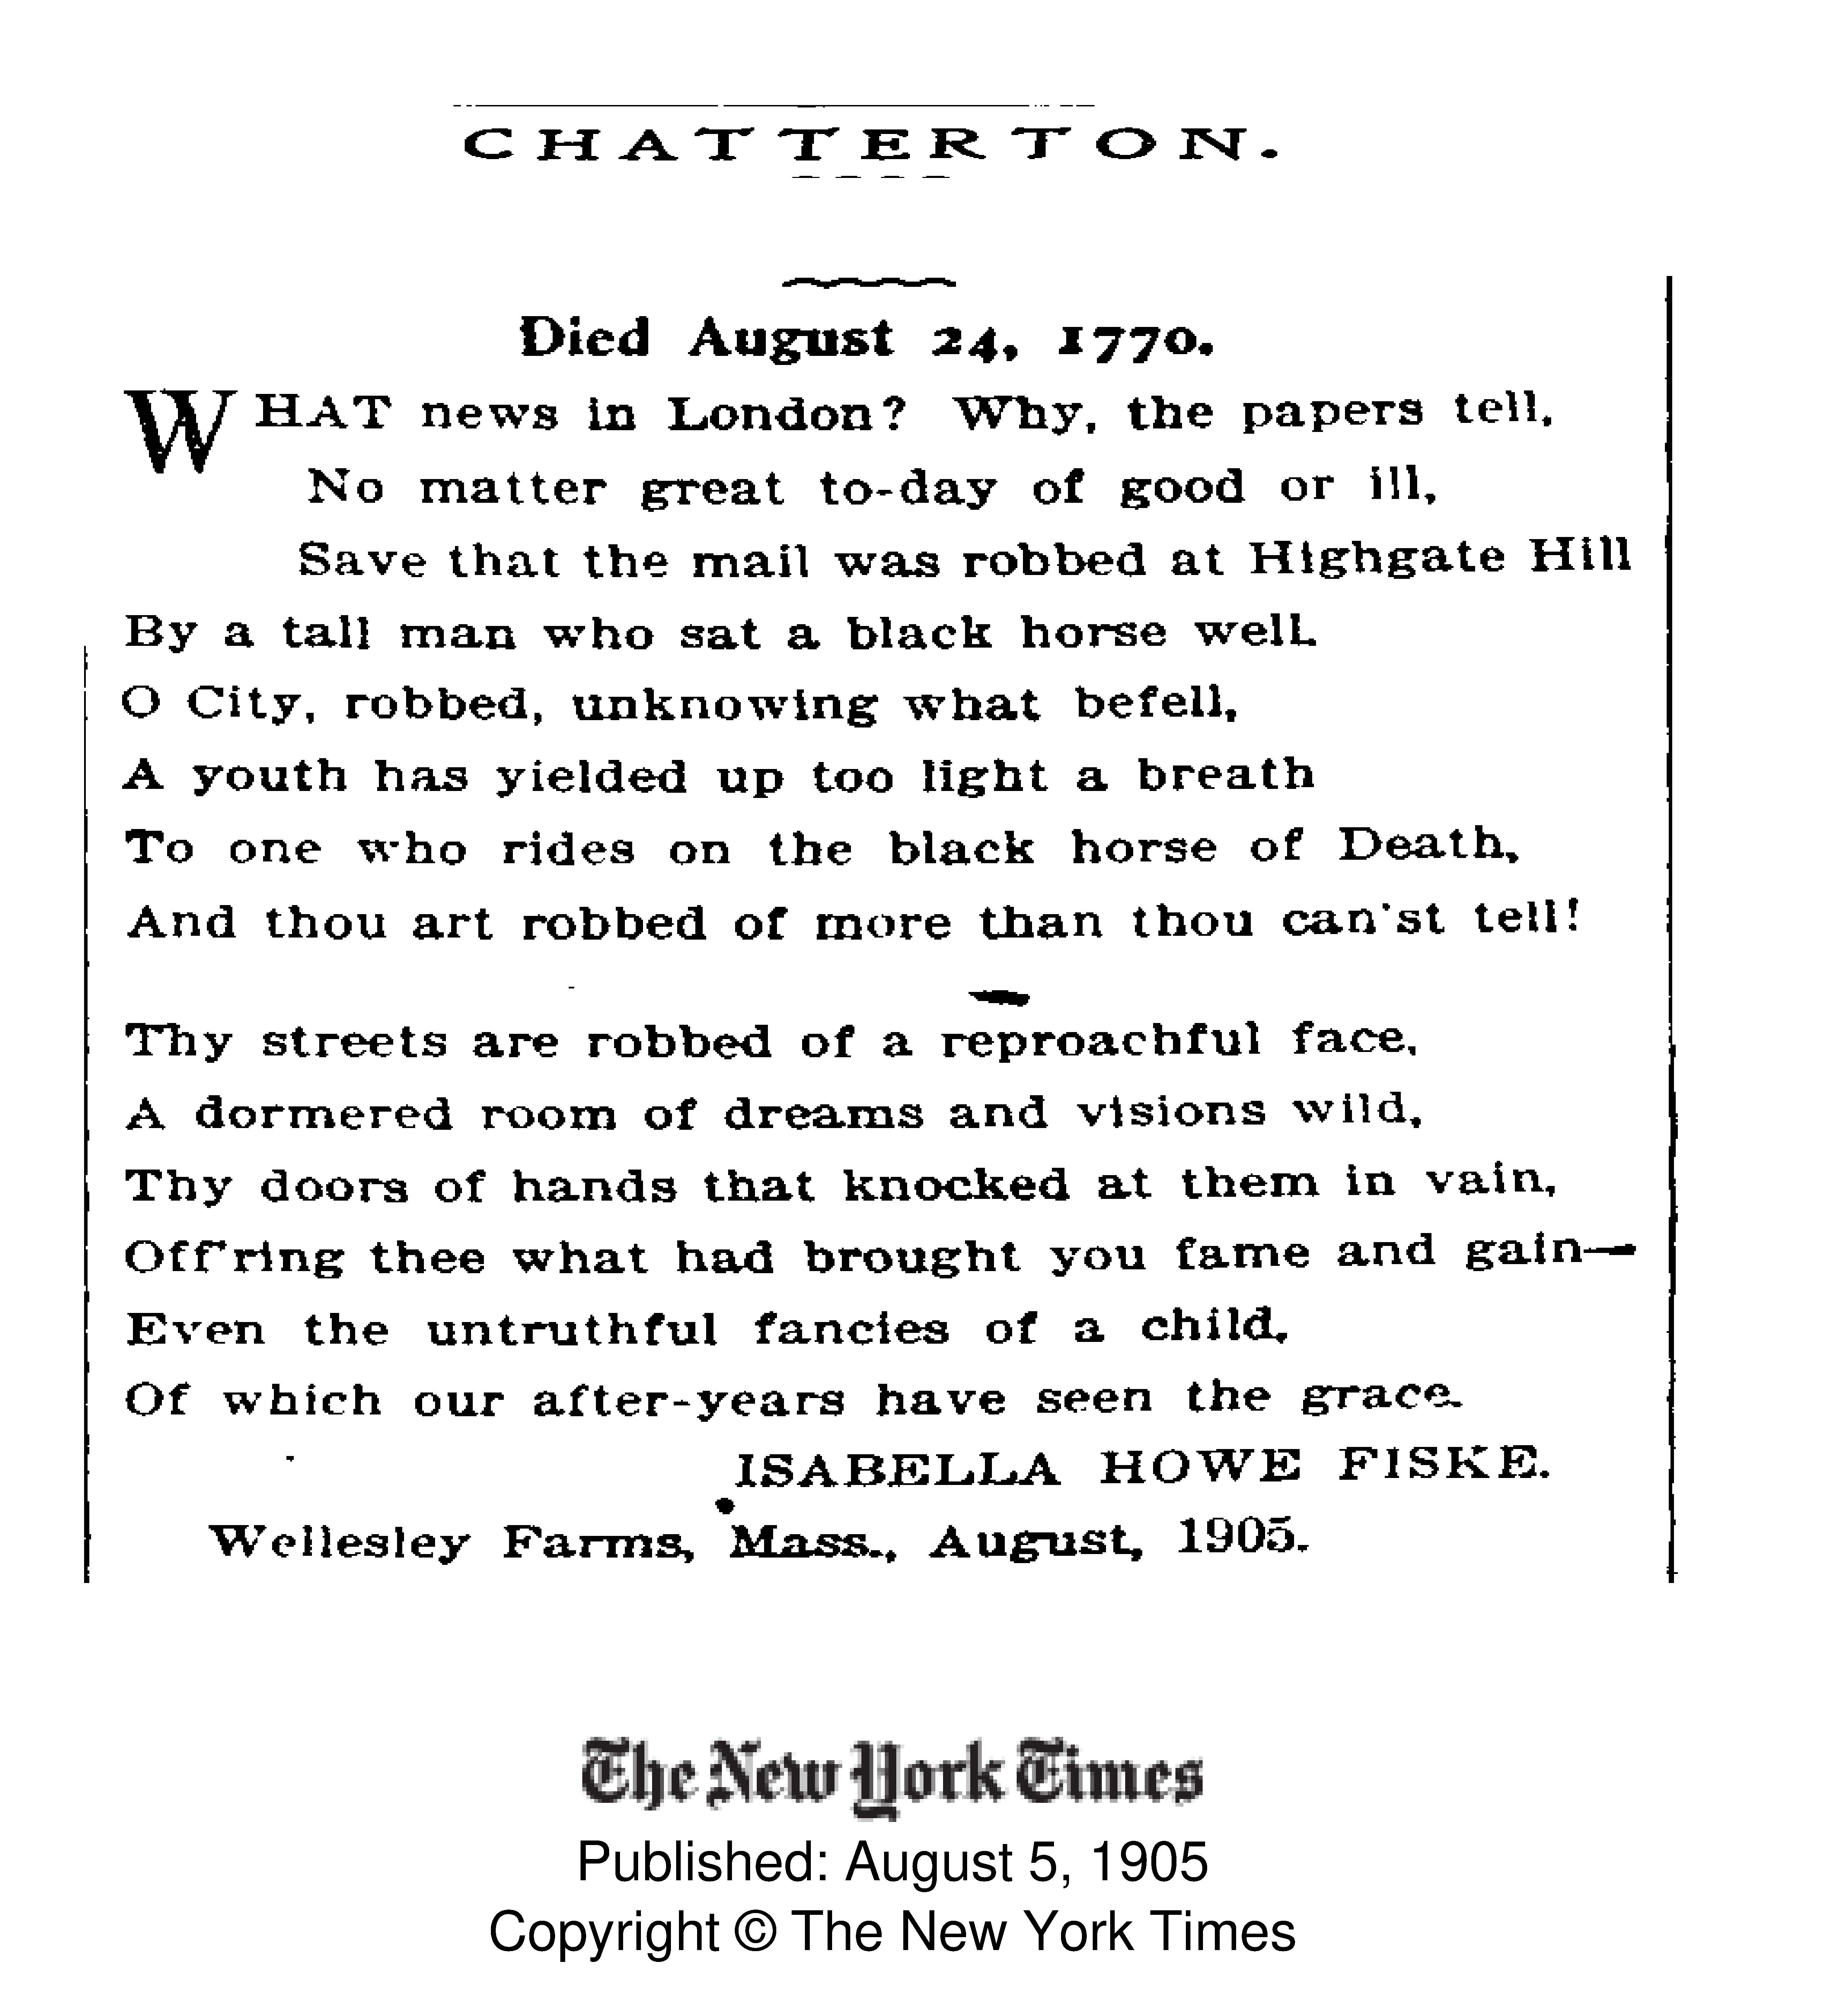 CHATTERTON.
Died August 24, 1770.
WHAT news in London? Why, the papers tell,
No matter great to-day of good or ill,
Save that the mail was robbed at Highgate Hill
By a tall man who sat a black horse well.
O City, robbed, unknowing what befell,
A youth has yielded up too light a breath
To one who rides on the black horse of Death,
And thou art robbed of more than thou can'st tell!
Thy streets are robbed of a reproachful face,
A dormered room of dreams and visions wild,
Thy doors of hands that knocked at them in vain,
Off'ring thee what had brought you fame and gain—
Even the untruthful fancies of a child,
Of which our after-years have seen the grace.
ISABELLA HOWE FISKE.
Wellesley Farms, Mass., August, 1905.
The New York Times
Published: August 5, 1905
Copyright © The New York Times